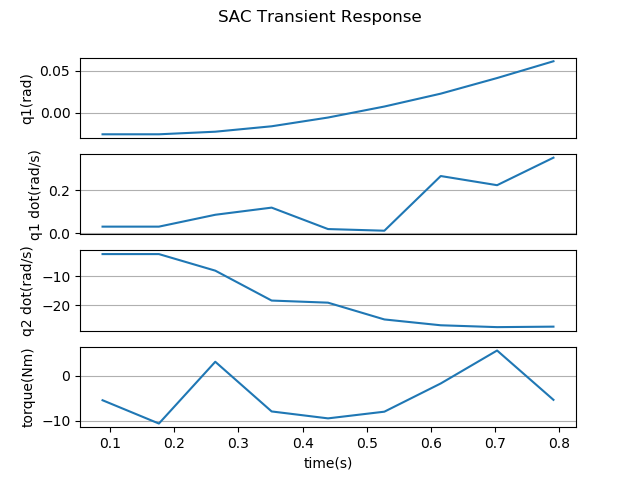 SAC Transient Response
q1(rad)
0.05
0.00
q1 dot(rad/s)
0.2
0.0
q2 dot(rad/s)
−10
−20
torque(Nm)
0
−10
0.1 0.2 0.3 0.4 0.5 0.6 0.7 0.8
time(s)